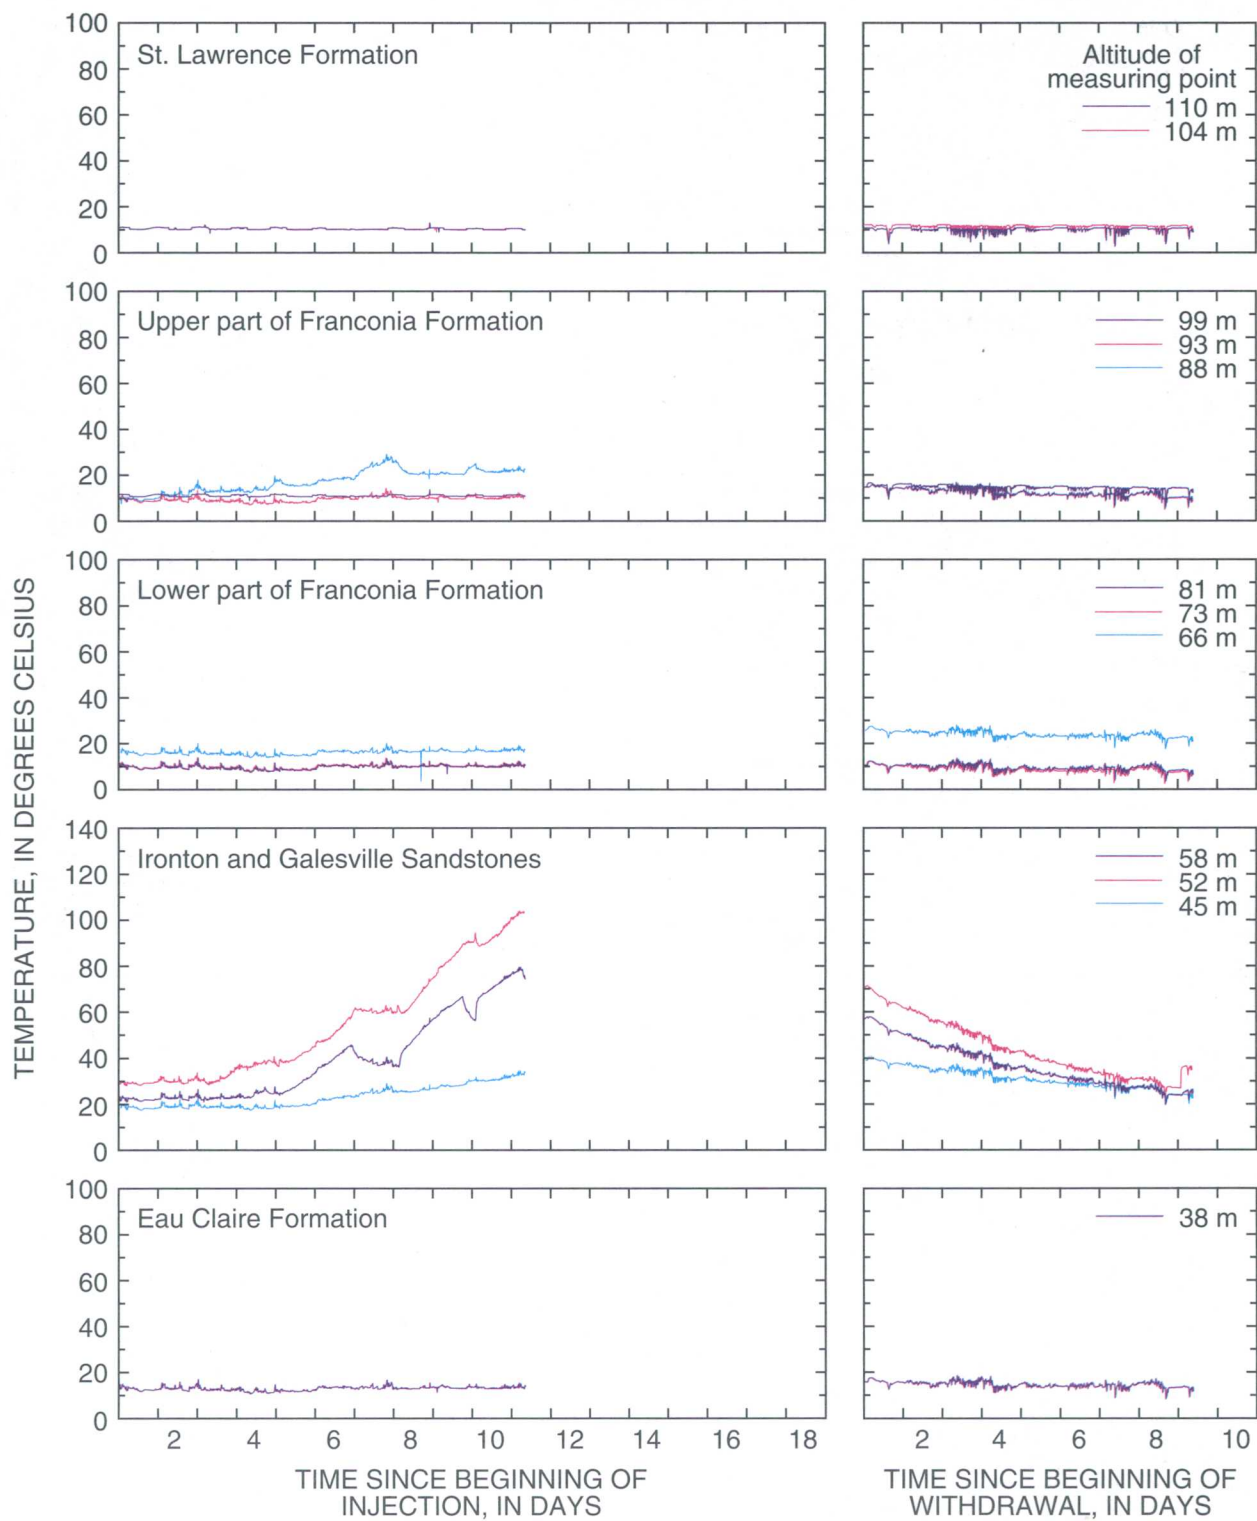 100
80
60
40
20
0
St. Lawrence Formation
Altitude of
measuring point
110 m
104 m
100
80
60
40
20
0
Upper part of Franconia Formation
99 m
93 m
88 m
100
80
60
40
20
0
Lower part of Franconia Formation
81 m
73 m
66 m
TEMPERATURE, IN DEGREES CELSIUS
140
120
100
80
60
40
20
0
Ironton and Galesville Sandstones
58 m
52 m
45 m
100
80
60
40
20
0
Eau Claire Formation
38 m
2 4 6 8 10 12 14 16 18
2 4 6 8 10
TIME SINCE BEGINNING OF
INJECTION, IN DAYS
TIME SINCE BEGINNING OF
WITHDRAWAL, IN DAYS